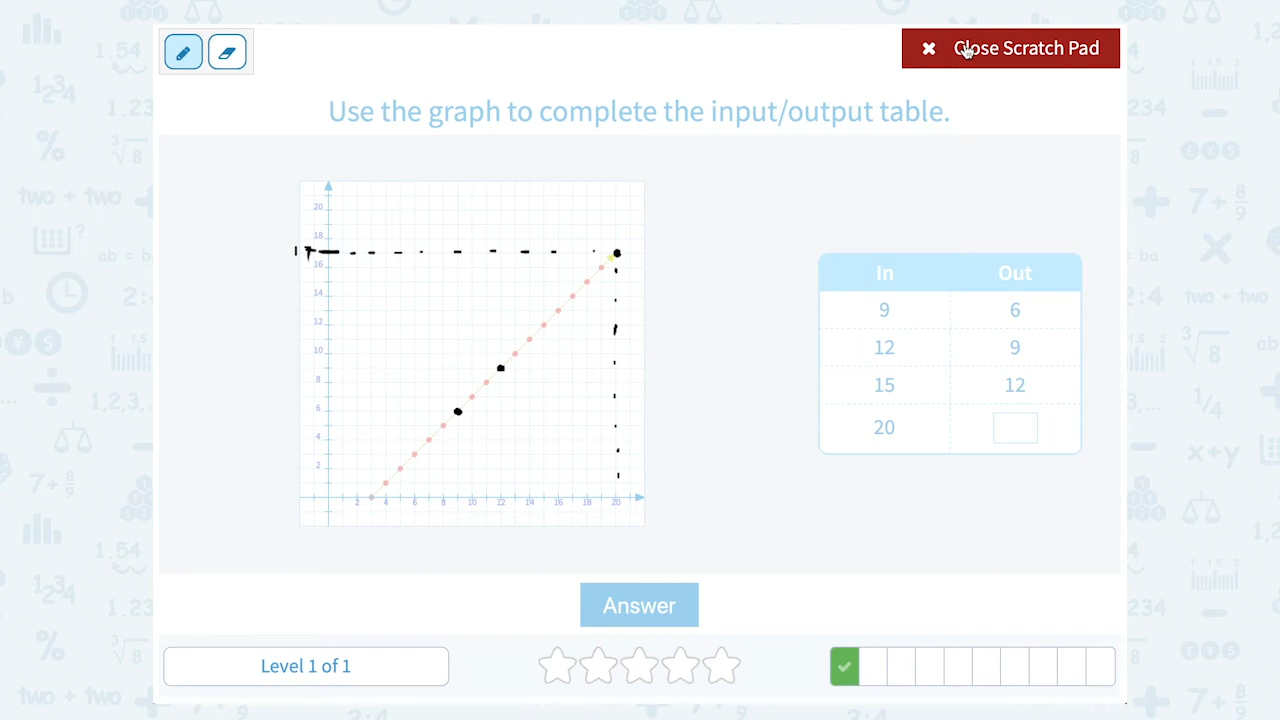 Close Scratch Pad
Use the graph to complete the input/output table.
20
18
17
16
14
12
10
8
6
4
2
2 4 6 8 10 12 14 16 18 20
In Out
9 6
12 9
15 12
20
Answer
Level 1 of 1